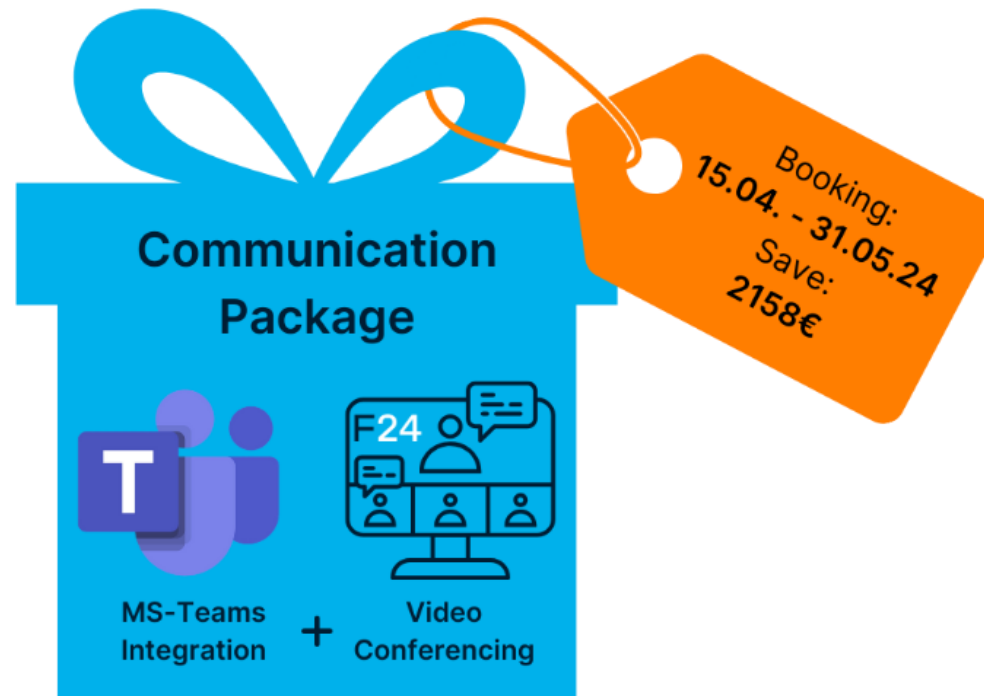 Communication
Package
Booking:
15.04. - 31.05.24
Save:
2158€
T
F24
MS-Teams
Integration
+
Video
Conferencing